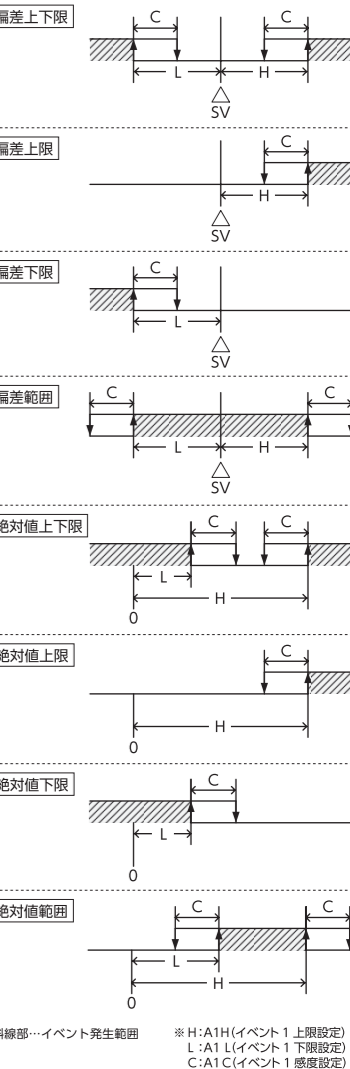 偏差上下限
C
C
L
H
SV
偏差上限
C
H
SV
偏差下限
C
L
SV
偏差範囲
C
C
L
H
SV
絶対値上下限
C
C
L
H
0
絶対値上限
C
H
0
絶対値下限
C
L
0
絶対値範囲
C
C
L
H
0
斜線部…イベント発生範囲
※H:A1H(イベント1上限設定)
L:A1L(イベント1下限設定)
C:A1C(イベント1感度設定)